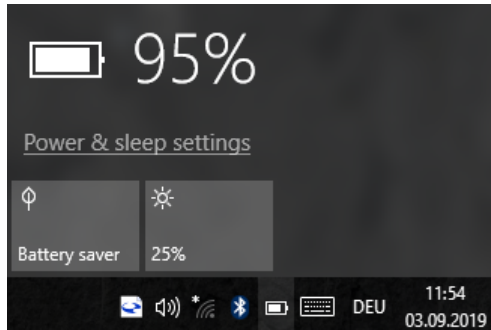 95%
Power & sleep settings
Battery saver
25%
DEU
11:54
03.09.2019